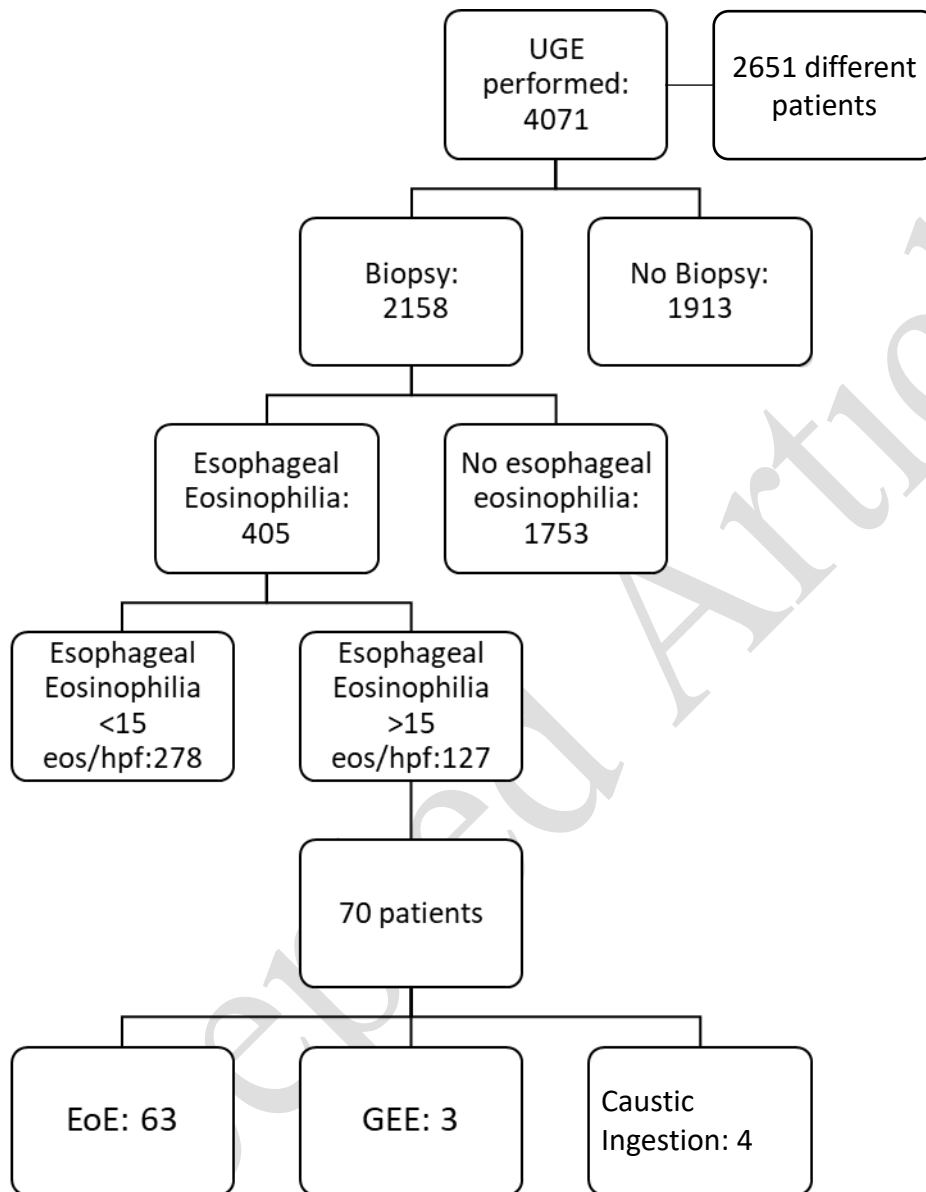 UGE
performed:
4071
2651 different
patients
Biopsy:
2158
No Biopsy:
1913
Esophageal
Eosinophilia:
405
No esophageal
eosinophilia:
1753
Esophageal
Eosinophilia
<15
eos/hpf:278
Esophageal
Eosinophilia
>15
eos/hpf:127
70 patients
EoE: 63
GEE: 3
Caustic
Ingestion: 4